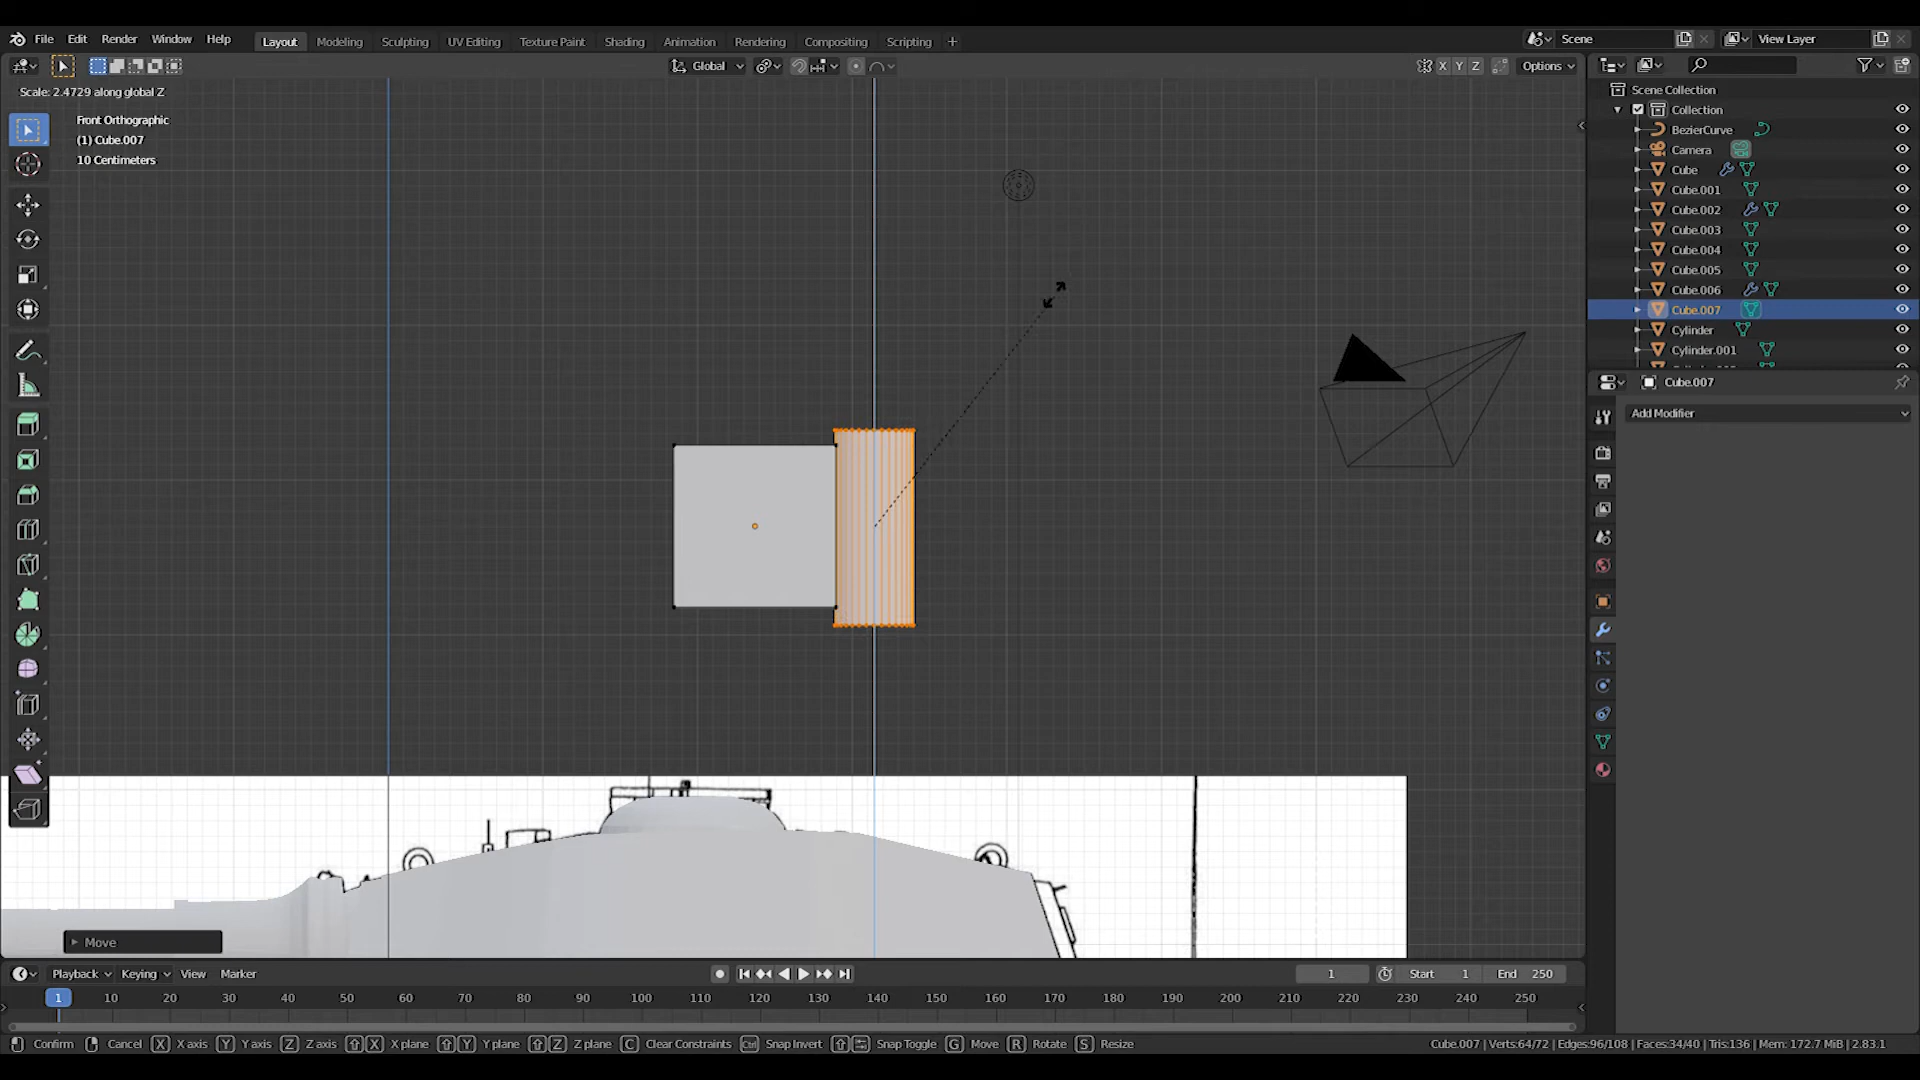 File Edit Render Window Help Layout Modeling Sculpting UV Editing Texture Paint Shading Animation Rendering Compositing Scripting + Scene View Layer
Global X Y Z Options
Scale: 2.4729 along global Z
Front Orthographic
(1) Cube.007
10 Centimeters
Scene Collection
Collection
BezierCurve
Camera
Cube
Cube.001
Cube.002
Cube.003
Cube.004
Cube.005
Cube.006
Cube.007
Cylinder
Cylinder.001
Cube.007
Add Modifier
Move
Playback Keying View Marker 1 Start 1 End 250
1 10 20 30 40 50 60 70 80 90 100 110 120 130 140 150 160 170 180 190 200 210 220 230 240 250
Confirm Cancel X X axis Y Y axis Z Z axis X X plane Y Y plane Z Z plane C Clear Constraints Ctrl Snap Invert Snap Toggle G Move R Rotate S Resize Cube.007 | Verts:64/72 | Edges:96/108 | Faces:34/40 | Tris:136 | Mem: 172.7 MiB | 2.83.1